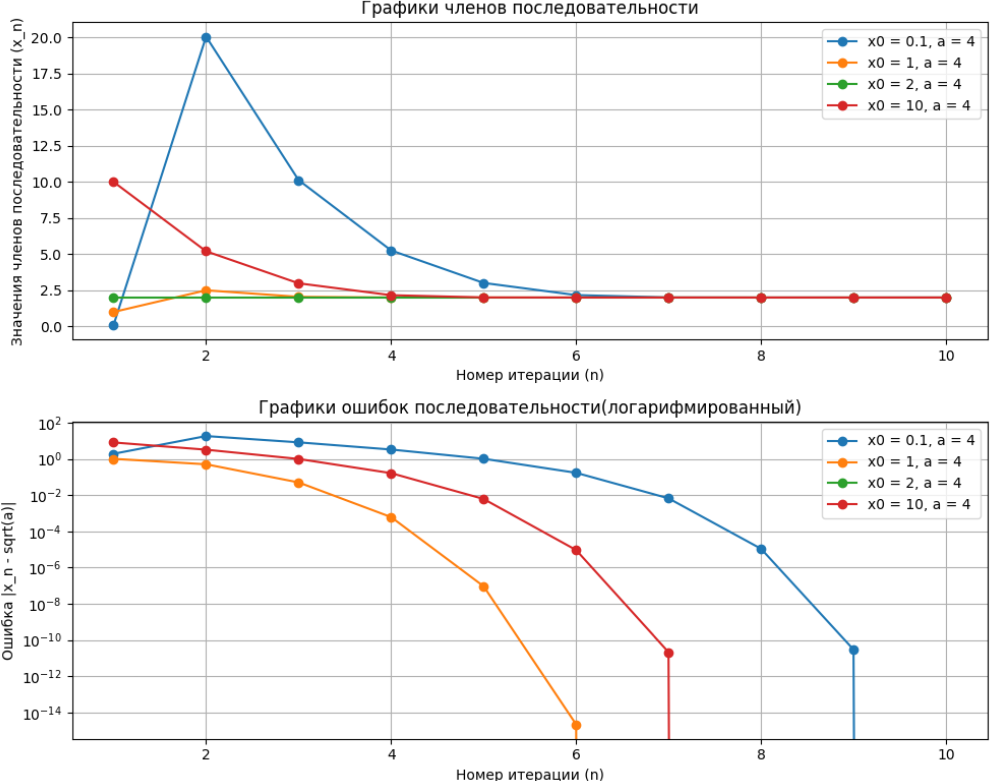 Графики членов последовательности
Значения членов последовательности (x_n)
20.0
17.5
15.0
12.5
10.0
7.5
5.0
2.5
0.0
x0 = 0.1, a = 4
x0 = 1, a = 4
x0 = 2, a = 4
x0 = 10, a = 4
2 4 6 8 10
Номер итерации (n)
Графики ошибок последовательности(логарифмированный)
Ошибка |x_n - sqrt(a)|
10²
10⁰
10⁻²
10⁻⁴
10⁻⁶
10⁻⁸
10⁻¹⁰
10⁻¹²
10⁻¹⁴
x0 = 0.1, a = 4
x0 = 1, a = 4
x0 = 2, a = 4
x0 = 10, a = 4
2 4 6 8 10
Номер итерации (n)